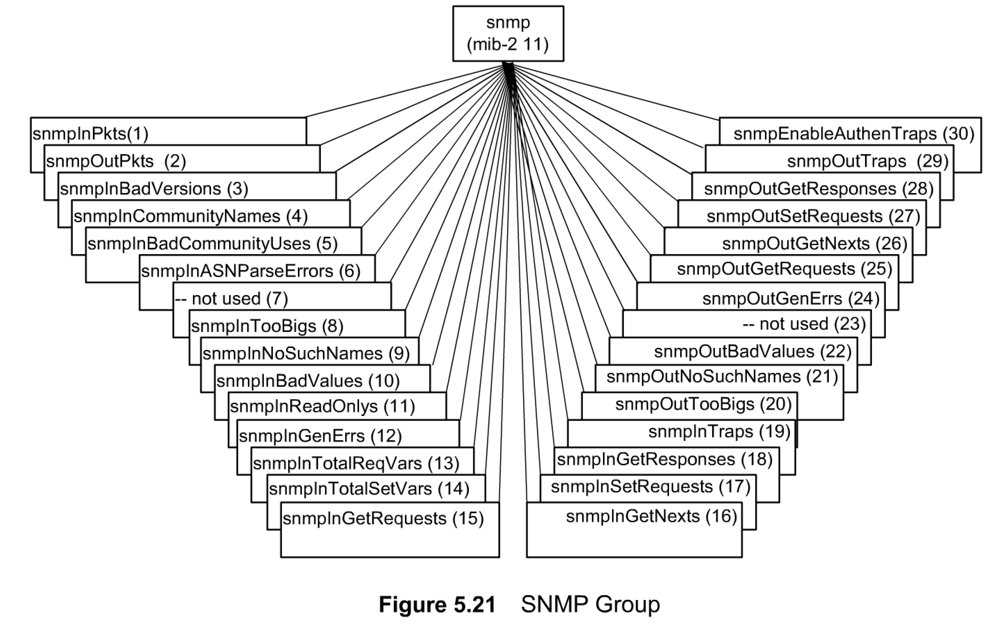 snmp
(mib-2 11)
snmpInPkts(1)
snmpOutPkts (2)
snmpInBadVersions (3)
snmpInCommunityNames (4)
snmpInBadCommunityUses (5)
snmpInASNParseErrors (6)
-- not used (7)
snmpInTooBigs (8)
snmpInNoSuchNames (9)
snmpInBadValues (10)
snmpInReadOnlys (11)
snmpInGenErrs (12)
snmpInTotalReqVars (13)
snmpInTotalSetVars (14)
snmpInGetRequests (15)
snmpEnableAuthenTraps (30)
snmpOutTraps (29)
snmpOutGetResponses (28)
snmpOutSetRequests (27)
snmpOutGetNexts (26)
snmpOutGetRequests (25)
snmpOutGenErrs (24)
-- not used (23)
snmpOutBadValues (22)
snmpOutNoSuchNames (21)
snmpOutTooBigs (20)
snmpInTraps (19)
snmpInGetResponses (18)
snmpInSetRequests (17)
snmpInGetNexts (16)
Figure 5.21 SNMP Group